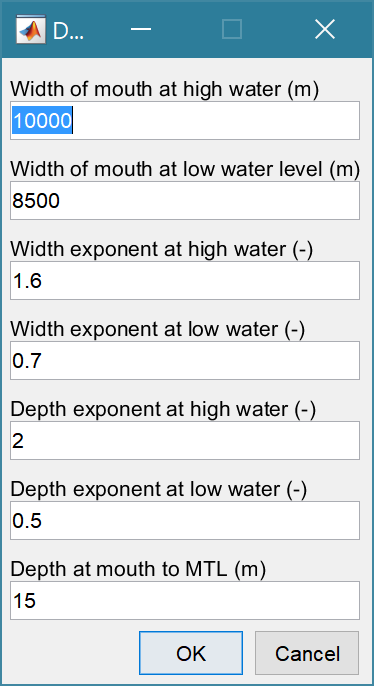 D...
Width of mouth at high water (m)
10000
Width of mouth at low water level (m)
8500
Width exponent at high water (-)
1.6
Width exponent at low water (-)
0.7
Depth exponent at high water (-)
2
Depth exponent at low water (-)
0.5
Depth at mouth to MTL (m)
15
OK Cancel